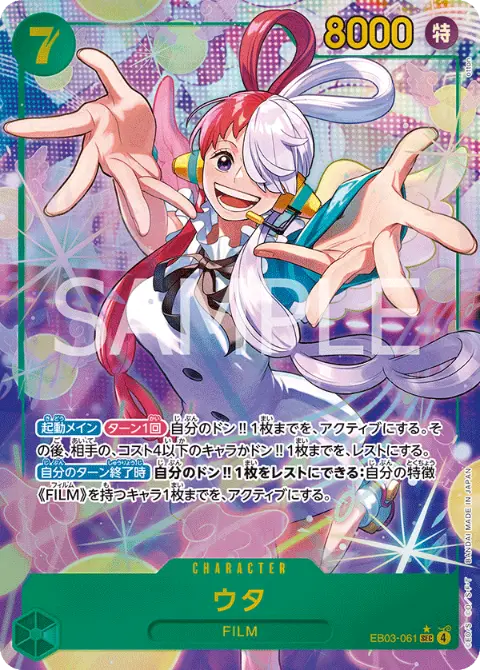 7
8000
特
SAMPLE
起動メイン ターン1回 自分のドン!!1枚までを、アクティブにする。そ
の後、相手の、コスト4以下のキャラかドン!!1枚までを、レストにする。
自分のターン終了時 自分のドン!!1枚をレストにできる：自分の特徴
《FILM》を持つキャラ1枚までを、アクティブにする。
CHARACTER
ウタ
FILM
EB03-061
4
BANDAI MADE IN JAPAN